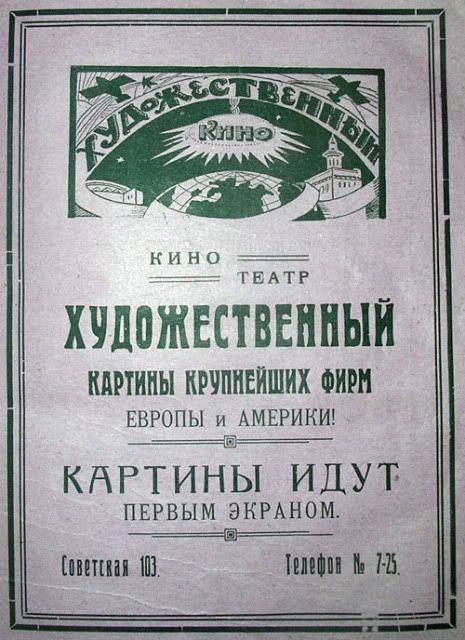 ХУДОЖЕСТВЕННЫЙ
КИНО
КИНО
ТЕАТР
ХУДОЖЕСТВЕННЫЙ
КАРТИНЫ КРУПНЕЙШИХ ФИРМ
ЕВРОПЫ и АМЕРИКИ!
КАРТИНЫ ИДУТ
ПЕРВЫМ ЭКРАНОМ.
Советская 103.
Телефон № 7-25.